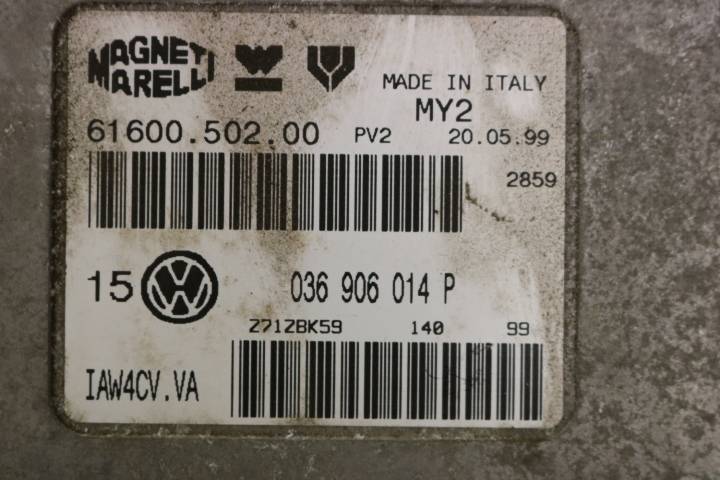 MAGNETI
MARELLI
MADE IN ITALY
MY2
61600.502.00 PV2 20.05.99
2859
15 036 906 014 P
Z71ZBK59 140 99
IAW4CV.VA